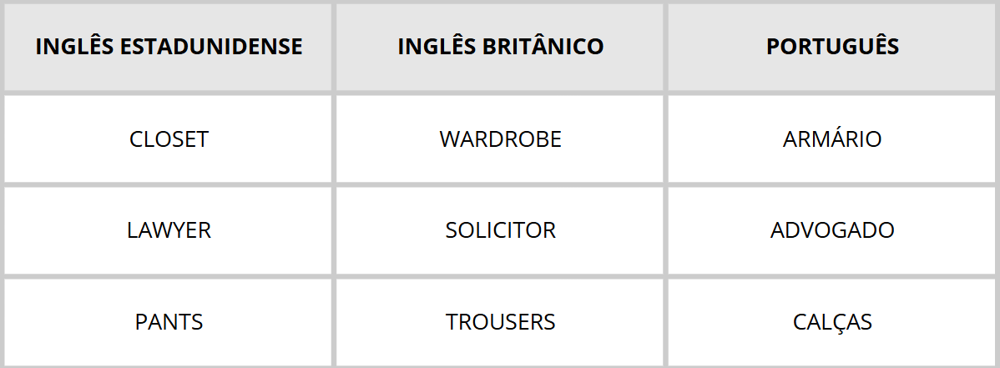 INGLÊS ESTADUNIDENSE INGLÊS BRITÂNICO PORTUGUÊS
CLOSET WARDROBE ARMÁRIO
LAWYER SOLICITOR ADVOGADO
PANTS TROUSERS CALÇAS